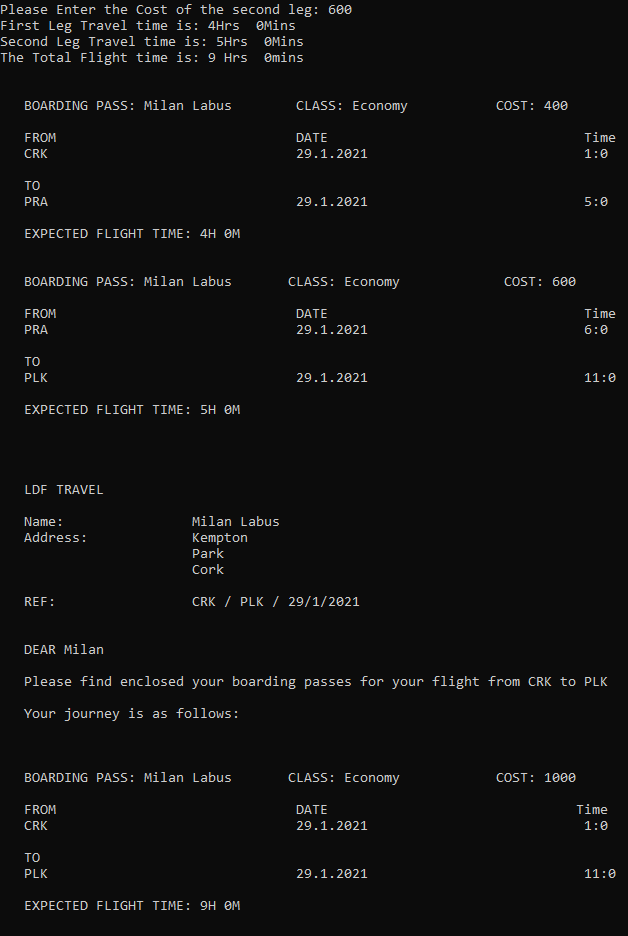 Please Enter the Cost of the second leg: 600
First Leg Travel time is: 4Hrs  0Mins
Second Leg Travel time is: 5Hrs  0Mins
The Total Flight time is: 9 Hrs  0mins
BOARDING PASS: Milan Labus        CLASS: Economy           COST: 400
FROM                              DATE                                Time
CRK                               29.1.2021                           1:0
TO
PRA                               29.1.2021                           5:0
EXPECTED FLIGHT TIME: 4H 0M
BOARDING PASS: Milan Labus       CLASS: Economy             COST: 600
FROM                              DATE                                Time
PRA                               29.1.2021                           6:0
TO
PLK                               29.1.2021                           11:0
EXPECTED FLIGHT TIME: 5H 0M
LDF TRAVEL
Name:                Milan Labus
Address:             Kempton
Park
Cork
REF:                 CRK / PLK / 29/1/2021
DEAR Milan
Please find enclosed your boarding passes for your flight from CRK to PLK
Your journey is as follows:
BOARDING PASS: Milan Labus       CLASS: Economy            COST: 1000
FROM                              DATE                               Time
CRK                               29.1.2021                           1:0
TO
PLK                               29.1.2021                           11:0
EXPECTED FLIGHT TIME: 9H 0M